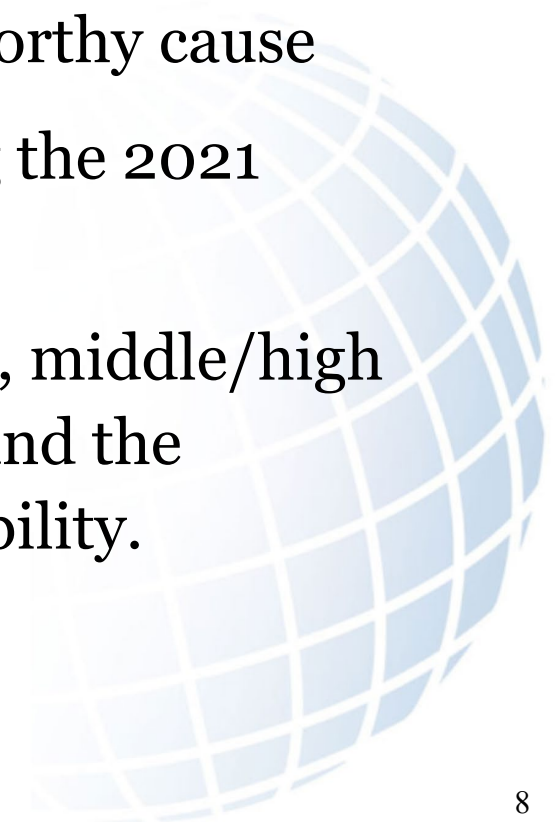 orthy cause
the 2021
, middle/high
nd the
bility.
8